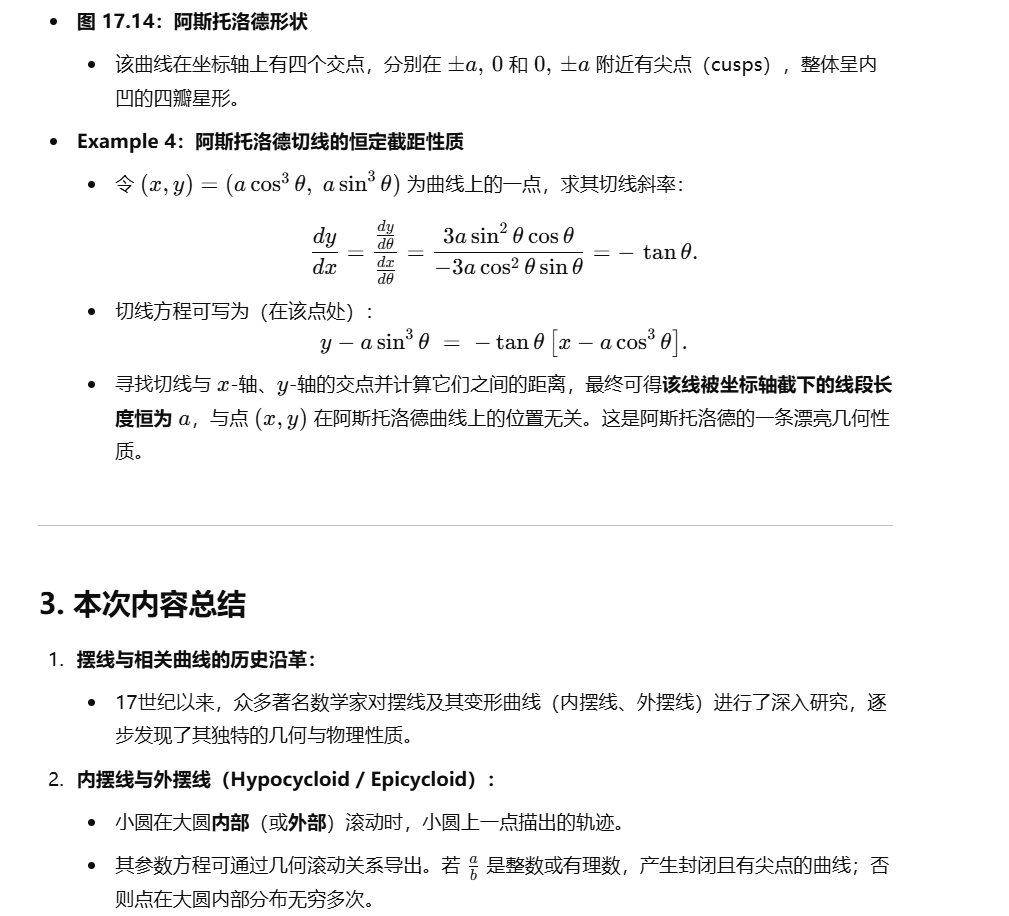 • 图 17.14：阿斯托洛德形状
• 该曲线在坐标轴上有四个交点，分别在 ±a, 0 和 0, ±a 附近有尖点（cusps），整体呈内
凹的四瓣星形。
• Example 4：阿斯托洛德切线的恒定截距性质
• 令 (x, y) = (a cos³ θ, a sin³ θ) 为曲线上的一点，求其切线斜率：
dy/dx = (dy/dθ)/(dx/dθ) = (3a sin² θ cos θ)/(−3a cos² θ sin θ) = − tan θ.
• 切线方程可写为（在该点处）：
y − a sin³ θ = − tan θ [x − a cos³ θ].
• 寻找切线与 x-轴、y-轴的交点并计算它们之间的距离，最终可得该线被坐标轴截下的线段长
度恒为 a，与点 (x, y) 在阿斯托洛德曲线上的位置无关。这是阿斯托洛德的一条漂亮几何性
质。
3. 本次内容总结
1. 摆线与相关曲线的历史沿革：
• 17世纪以来，众多著名数学家对摆线及其变形曲线（内摆线、外摆线）进行了深入研究，逐
步发现了其独特的几何与物理性质。
2. 内摆线与外摆线（Hypocycloid / Epicycloid）：
• 小圆在大圆内部（或外部）滚动时，小圆上一点描出的轨迹。
• 其参数方程可通过几何滚动关系导出。若 a/b 是整数或有理数，产生封闭且有尖点的曲线；否
则点在大圆内部分布无穷多次。